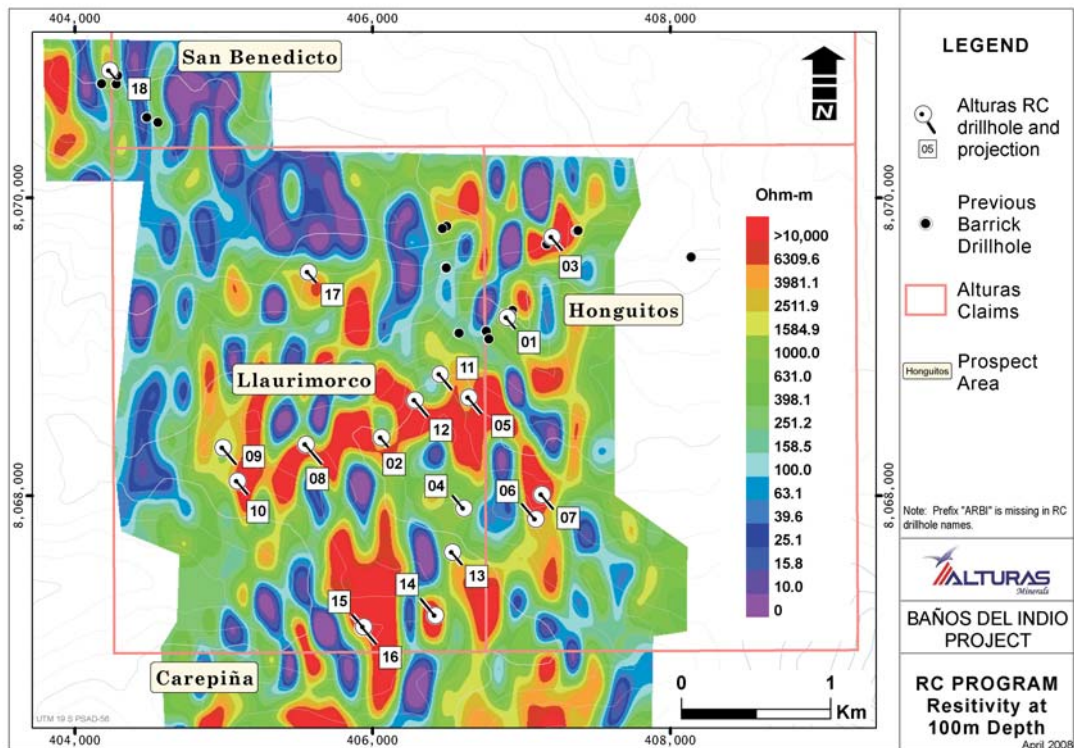 404,000
406,000
408,000
8,070,000
8,068,000
San Benedicto
18
17
03
01
Honguitos
Llaurimorco
11
12
05
09
08
02
10
04
06
07
13
14
15
16
Carepiña
N
Ohm-m
>10,000
6309.6
3981.1
2511.9
1584.9
1000.0
631.0
398.1
251.2
158.5
100.0
63.1
39.6
25.1
15.8
10.0
0
0
1
Km
UTM 19 S PSAD-56
404,000
406,000
408,000
8,070,000
8,068,000
LEGEND
05
Alturas RC
drillhole and
projection
Previous
Barrick
Drillhole
Alturas
Claims
Honguitos
Prospect
Area
Note: Prefix "ARBI" is missing in RC
drillhole names.
ALTURAS
Minerals
BAÑOS DEL INDIO
PROJECT
RC PROGRAM
Resitivity at
100m Depth
April 2008